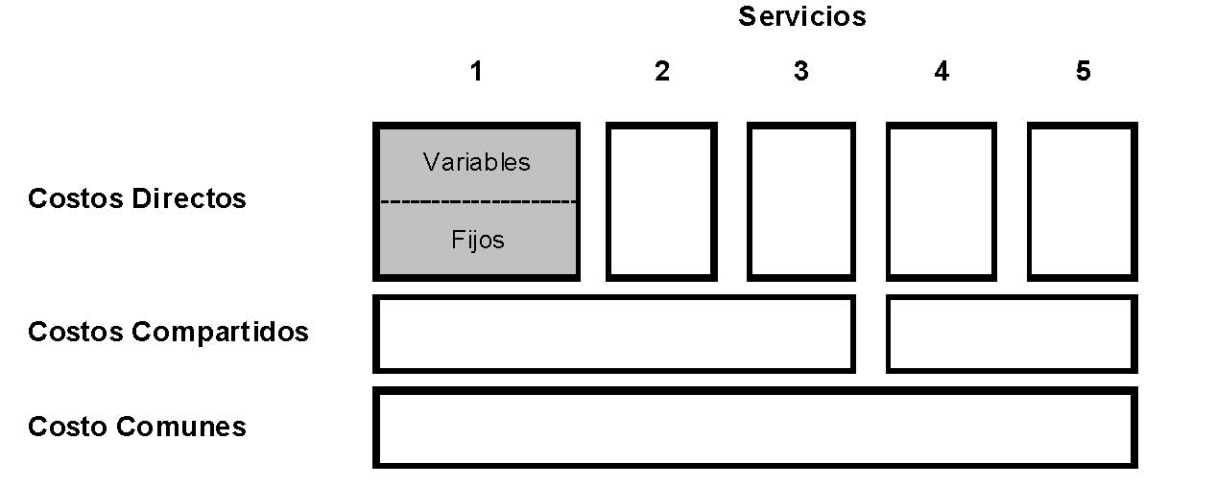 Servicios
1 2 3 4 5
Variables
Costos Directos
Fijos
Costos Compartidos
Costo Comunes